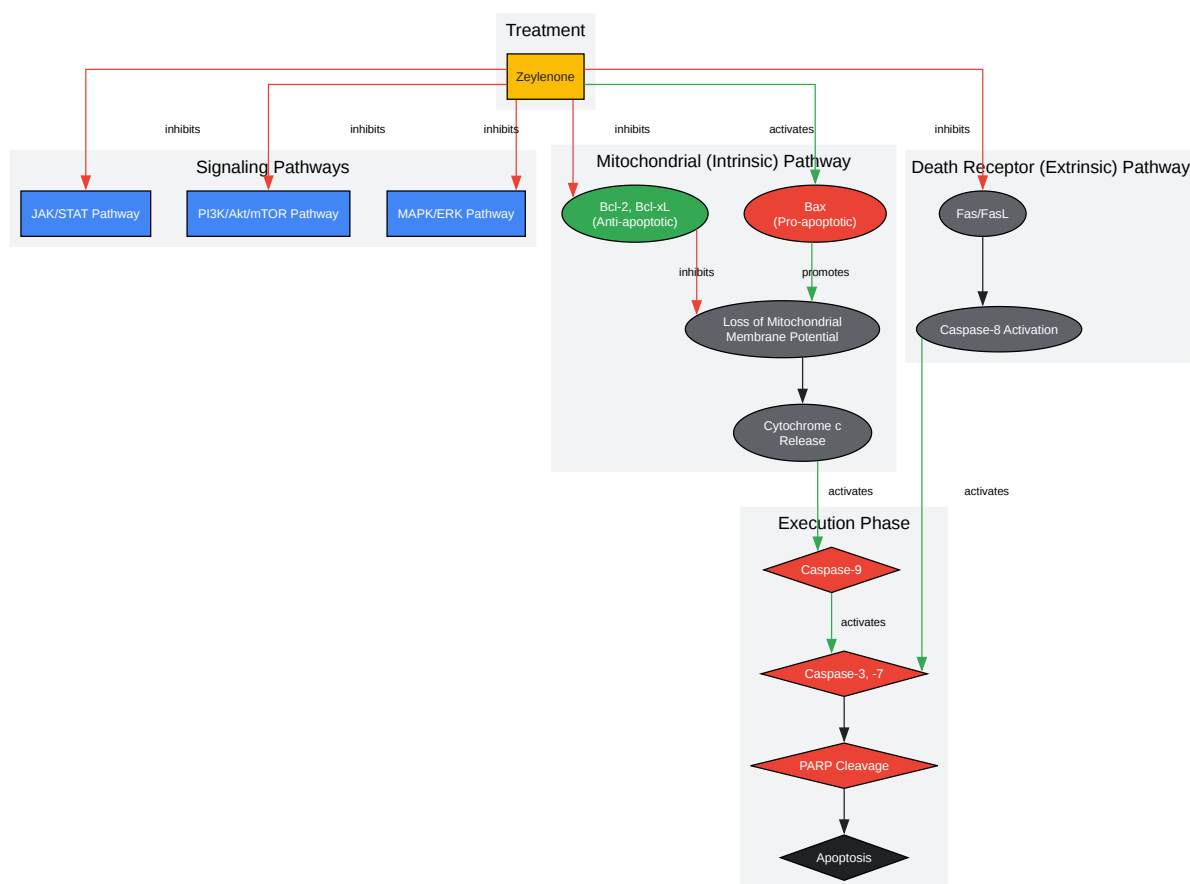 Treatment
Zeylenone
inhibits
inhibits
inhibits
inhibits
activates
inhibits
Signaling Pathways
Mitochondrial (Intrinsic) Pathway
Death Receptor (Extrinsic) Pathway
JAK/STAT Pathway
PI3K/Akt/mTOR Pathway
MAPK/ERK Pathway
Bcl-2, Bcl-xL
(Anti-apoptotic)
Bax
(Pro-apoptotic)
Fas/FasL
inhibits
promotes
Loss of Mitochondrial
Membrane Potential
Caspase-8 Activation
Cytochrome c
Release
activates
activates
Execution Phase
Caspase-9
activates
Caspase-3, -7
PARP Cleavage
Apoptosis